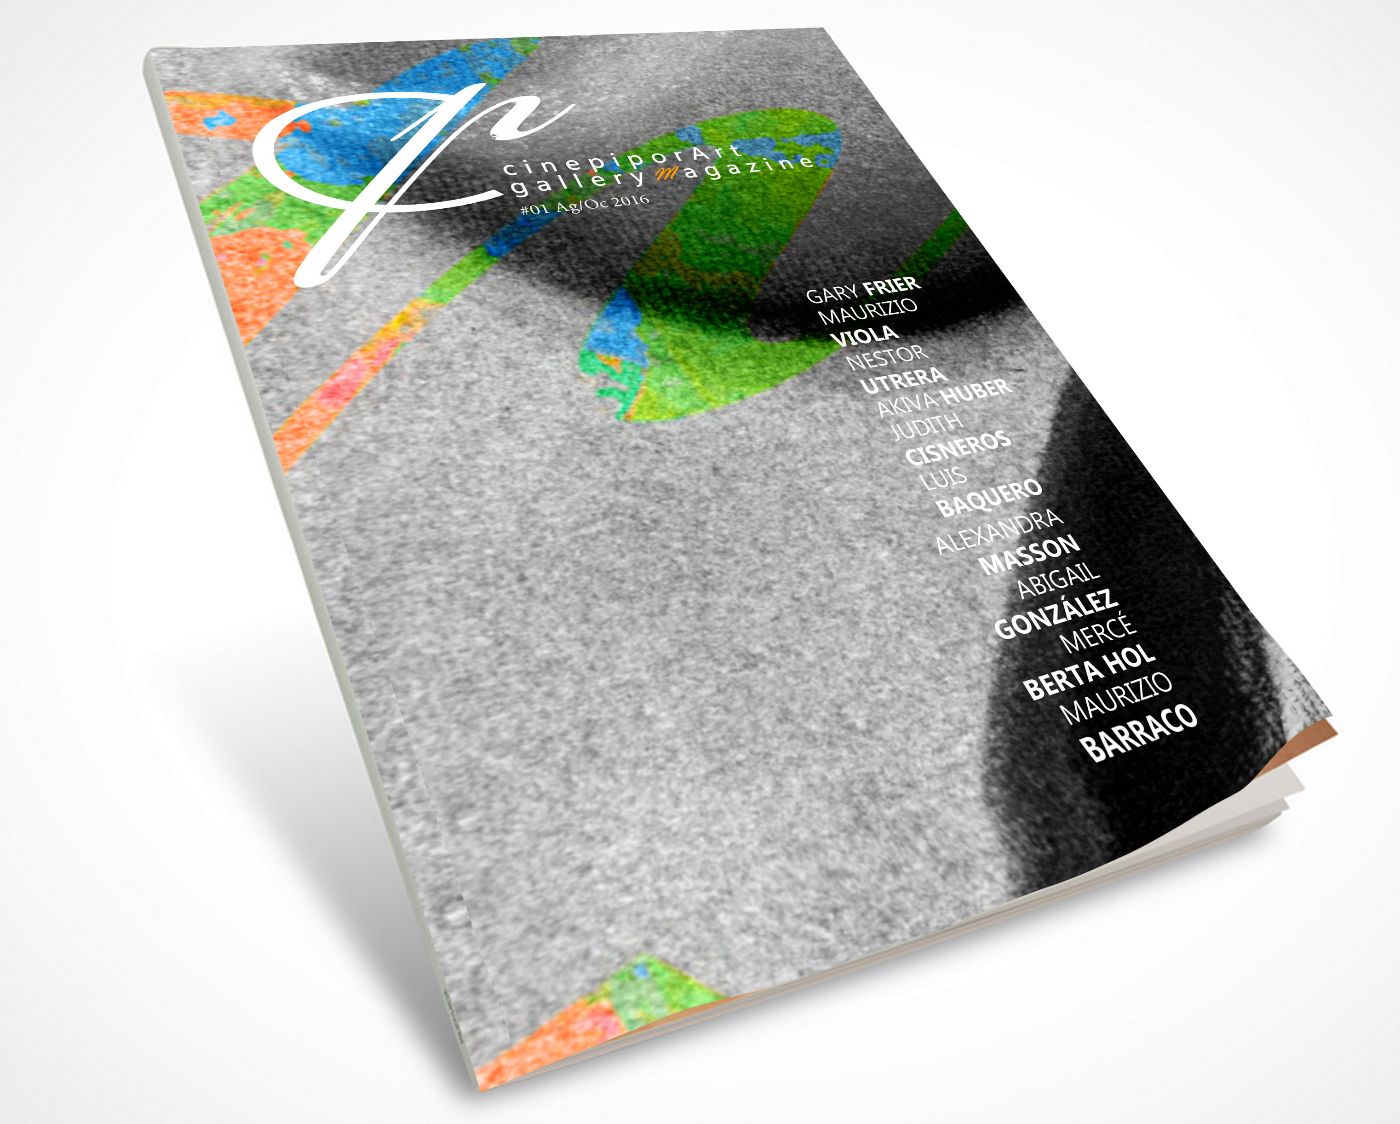 cinepiporArt
gallery magazine
#01 Ag/Oc 2016
GARY FRIER
MAURIZIO
VIOLA
NESTOR
UTRERA
AKIVA HUBER
JUDITH
CISNEROS
LUIS
BAQUERO
ALEXANDRA
MASSON
ABIGAIL
GONZÁLEZ
MERCÉ
BERTA HOL
MAURIZIO
BARRACO